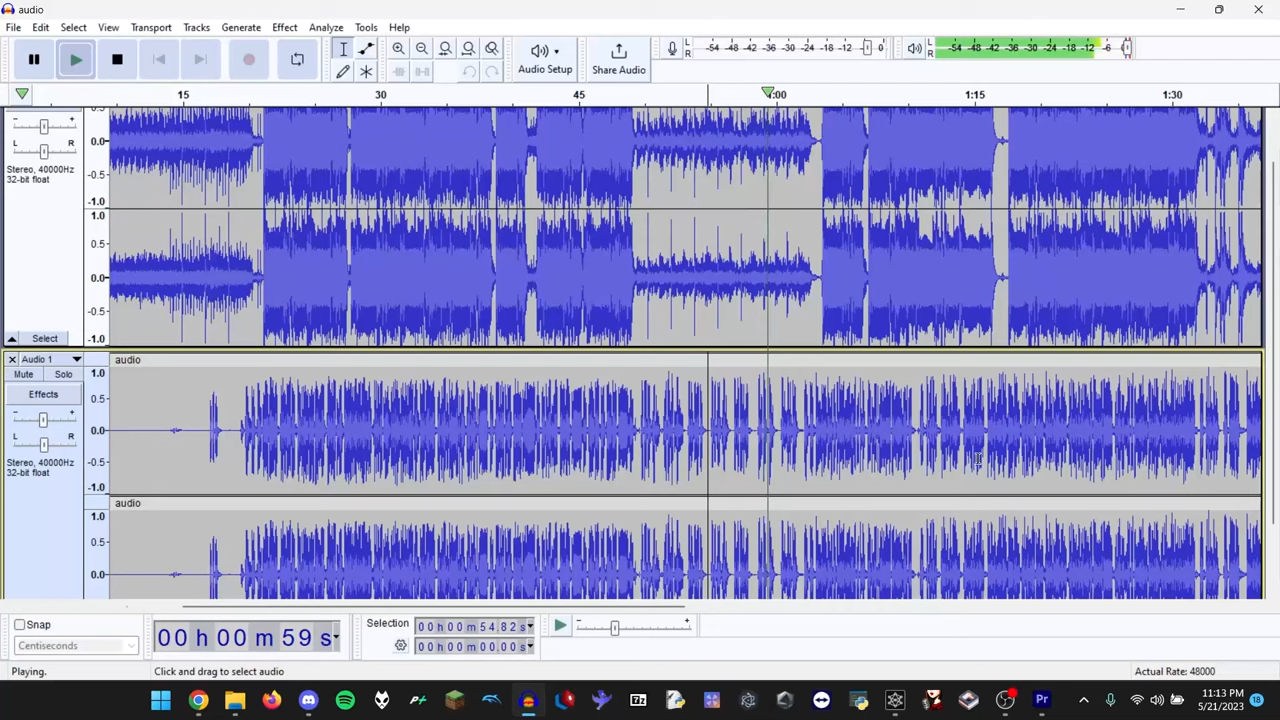 audio
File Edit Select View Transport Tracks Generate Effect Analyze Tools Help
L R -54 -48 -42 -36 -30 -24 -18 -12 -6 0
L R -54 -48 -42 -36 -30 -24 -18 -12 -6 0
Audio Setup
Share Audio
15 30 45 1:00 1:15 1:30
- +
L R
Stereo, 40000Hz
32-bit float
0.5
0.0
-0.5
-1.0
1.0
0.5
0.0
-0.5
-1.0
Select
Audio 1
Mute Solo
Effects
- +
L R
Stereo, 40000Hz
32-bit float
audio
1.0
0.5
0.0
-0.5
-1.0
audio
1.0
0.5
0.0
Snap
Centiseconds
00 h 00 m 59 s
Selection
00 h 00 m 54.82 s
00 h 00 m 00.00 s
- +
Playing.
Click and drag to select audio
Actual Rate: 48000
Tz
Pr
11:13 PM
5/21/2023
18